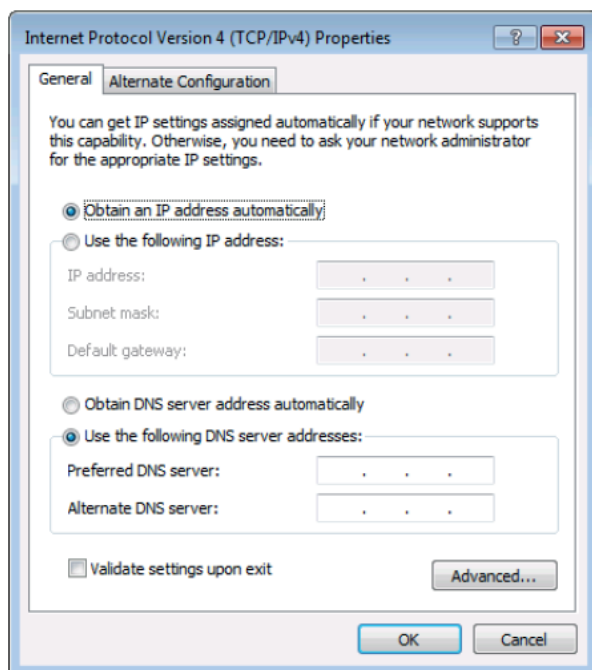 Internet Protocol Version 4 (TCP/IPv4) Properties
General
Alternate Configuration
You can get IP settings assigned automatically if your network supports
this capability. Otherwise, you need to ask your network administrator
for the appropriate IP settings.
Obtain an IP address automatically
Use the following IP address:
IP address:
Subnet mask:
Default gateway:
Obtain DNS server address automatically
Use the following DNS server addresses:
Preferred DNS server:
Alternate DNS server:
Validate settings upon exit
Advanced...
OK
Cancel